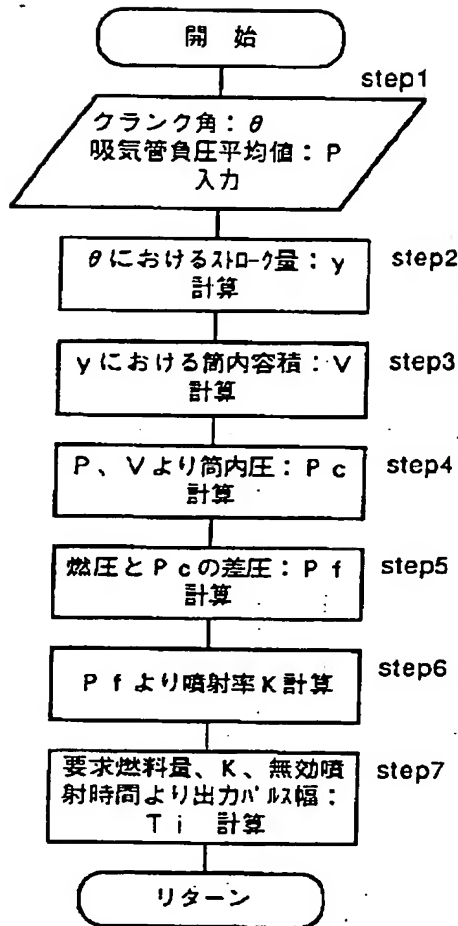 開 始
step1
クランク角：θ
吸気管負圧平均値：P
入力
θにおけるｽﾄﾛｰｸ量：y
計算
step2
yにおける筒内容積：V
計算
step3
P、Vより筒内圧：Pc
計算
step4
燃圧とPcの差圧：Pf
計算
step5
Pfより噴射率K計算
step6
要求燃料量、K、無効噴
射時間より出力ﾊﾟﾙｽ幅：
Ti 計算
step7
リターン